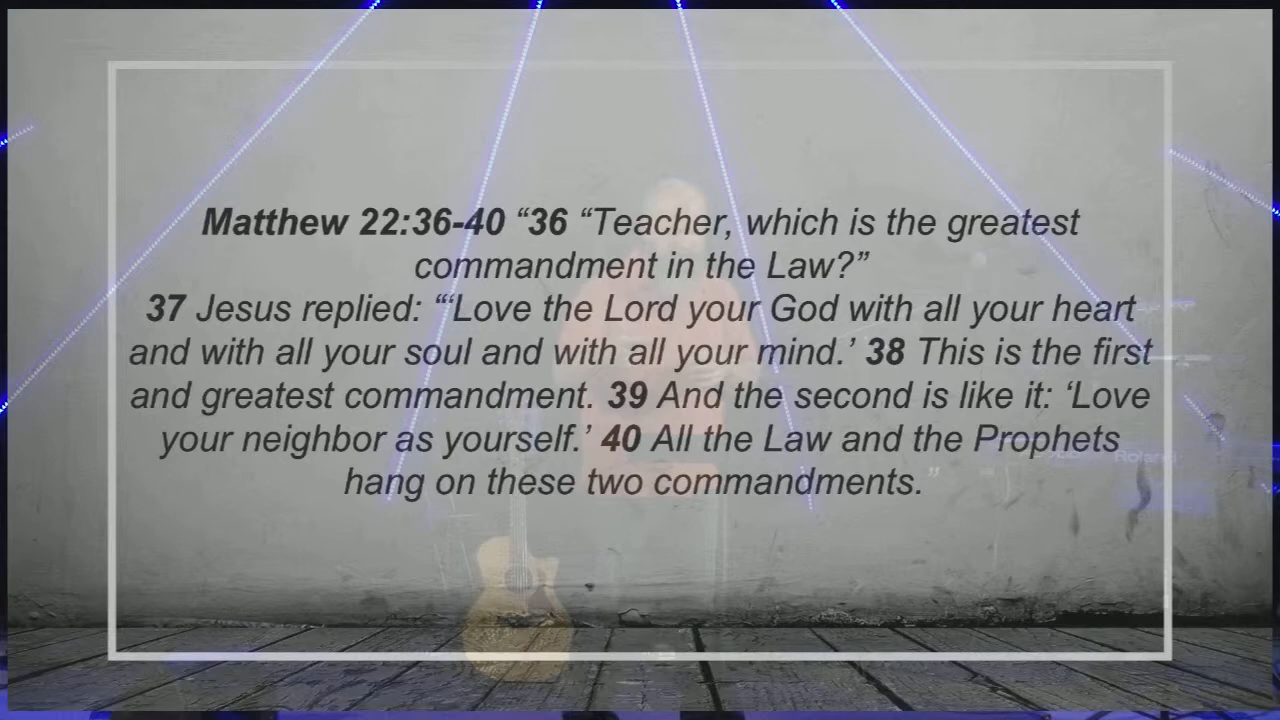 Matthew 22:36-40 “36 “Teacher, which is the greatest
commandment in the Law?”
37 Jesus replied: “‘Love the Lord your God with all your heart
and with all your soul and with all your mind.’ 38 This is the first
and greatest commandment. 39 And the second is like it: ‘Love
your neighbor as yourself.’ 40 All the Law and the Prophets
hang on these two commandments. ”
Roland